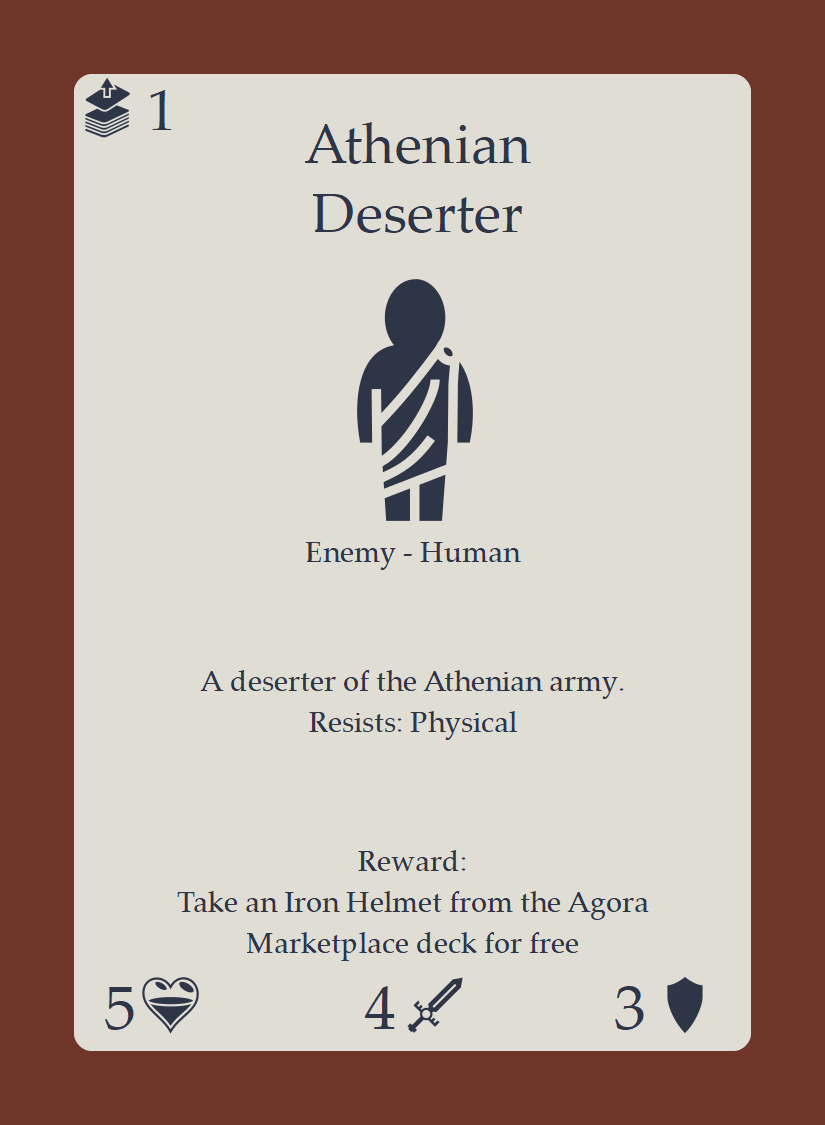 1
Athenian
Deserter
Enemy - Human
A deserter of the Athenian army.
Resists: Physical
Reward:
Take an Iron Helmet from the Agora
Marketplace deck for free
5 4 3